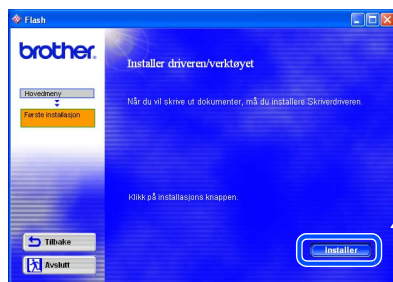 Flash
brother.
Installer driveren/verktøyet
Hovedmeny
Første installasjon
Når du vil skrive ut dokumenter, må du installere Skriverdriveren.
Klikk på installasjons knappen.
Tilbake
Avslutt
Installer